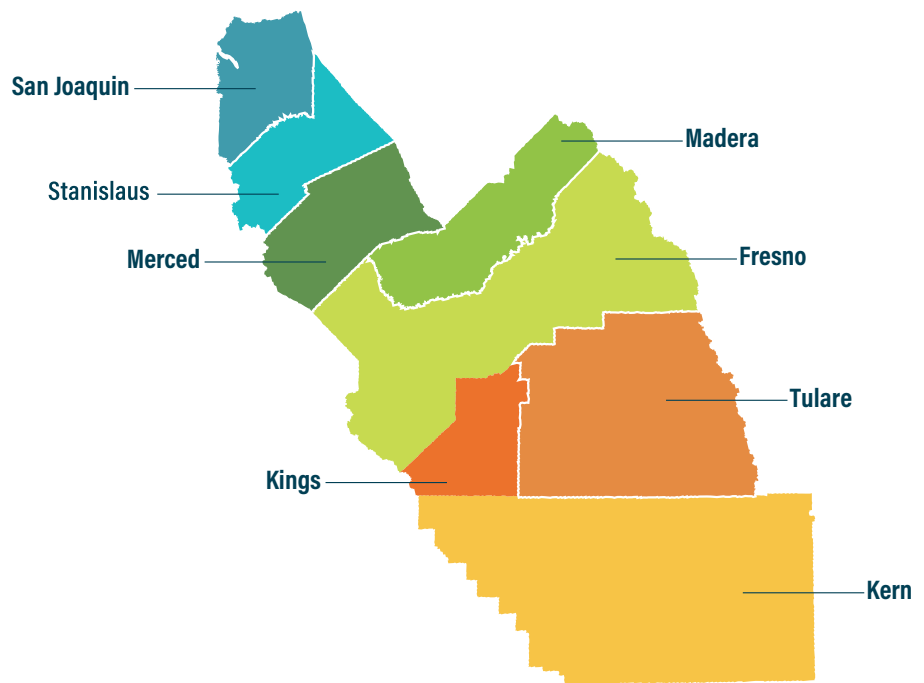 San Joaquin
Madera
Stanislaus
Fresno
Merced
Tulare
Kings
Kern